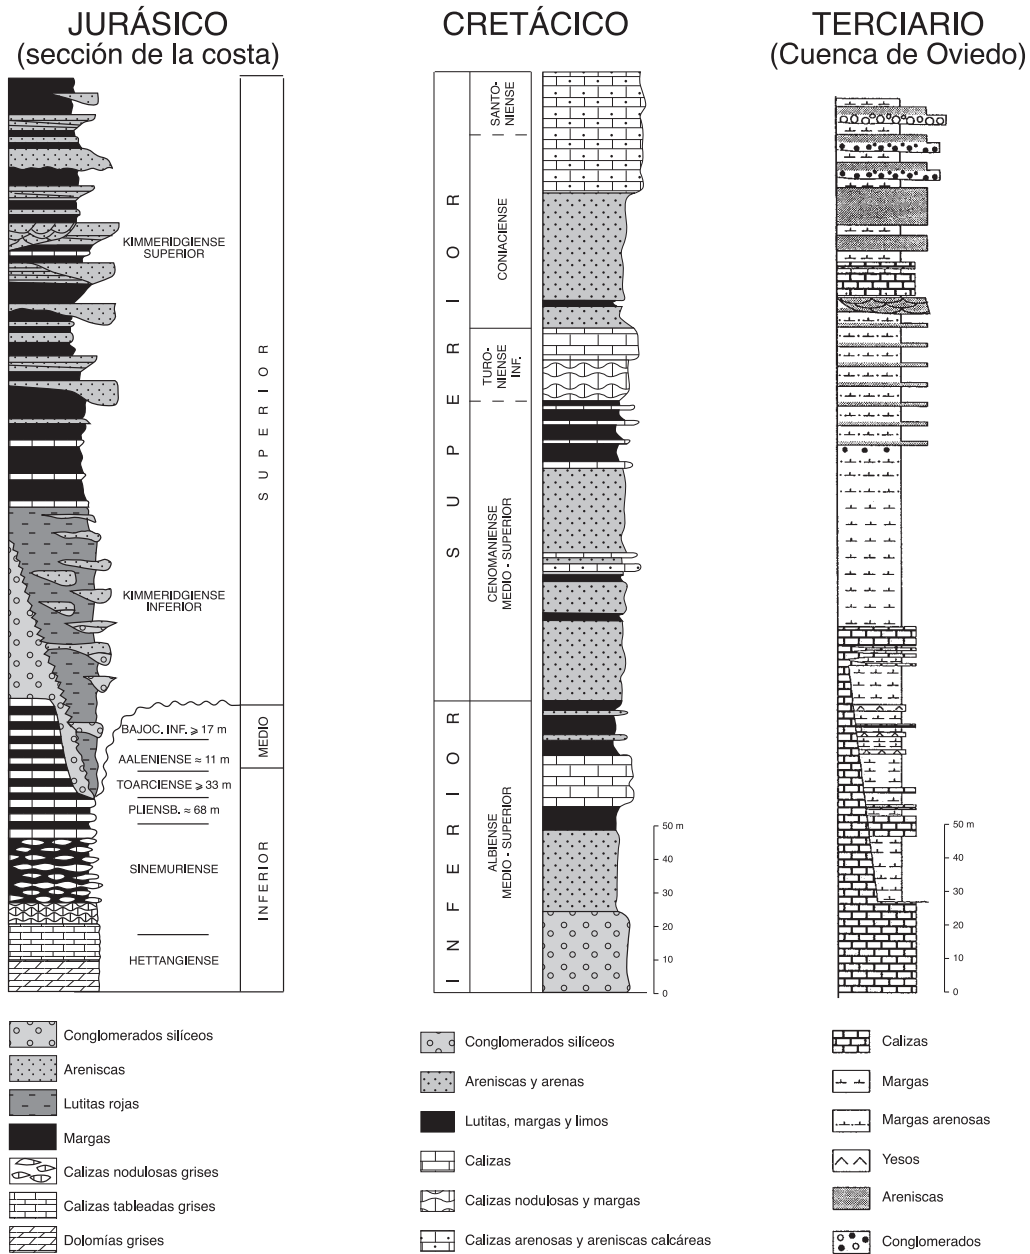 JURÁSICO
(sección de la costa)
KIMMERIDGIENSE
SUPERIOR
KIMMERIDGIENSE
INFERIOR
BAJOC. INF. ⩾ 17 m
AALENIENSE ≈ 11 m
TOARCIENSE ⩾ 33 m
PLIENSB. ≈ 68 m
SINEMURIENSE
HETTANGIENSE
SUPERIOR
MEDIO
INFERIOR
Conglomerados silíceos
Areniscas
Lutitas rojas
Margas
Calizas nodulosas grises
Calizas tableadas grises
Dolomías grises
CRETÁCICO
SUPERIOR
INFERIOR
SANTO-
NIENSE
CONIACIENSE
TURO-
NIENSE
INF.
CENOMANIENSE
MEDIO - SUPERIOR
ALBIENSE
MEDIO - SUPERIOR
50 m
40
30
20
10
0
Conglomerados silíceos
Areniscas y arenas
Lutitas, margas y limos
Calizas
Calizas nodulosas y margas
Calizas arenosas y areniscas calcáreas
TERCIARIO
(Cuenca de Oviedo)
50 m
40
30
20
10
0
Calizas
Margas
Margas arenosas
Yesos
Areniscas
Conglomerados